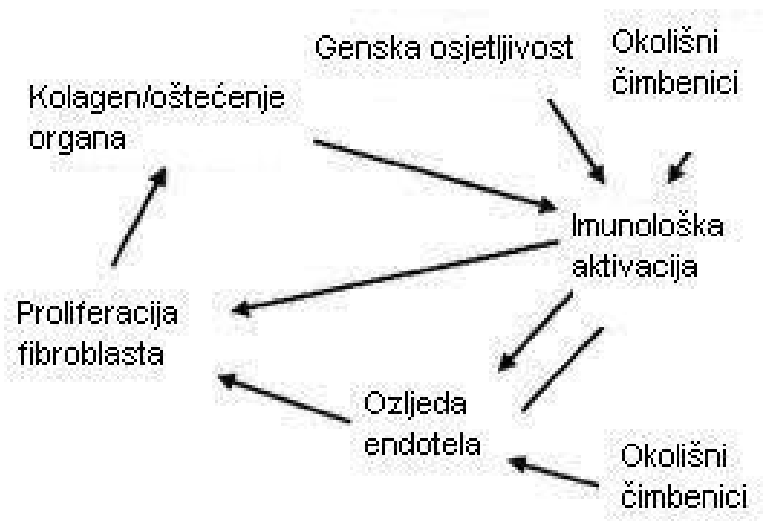 Genska osjetljivost
Okolišni
čimbenici
Kolagen/oštećenje
organa
Imunološka
aktivacija
Proliferacija
fibroblasta
Ozljeda
endotela
Okolišni
čimbenici